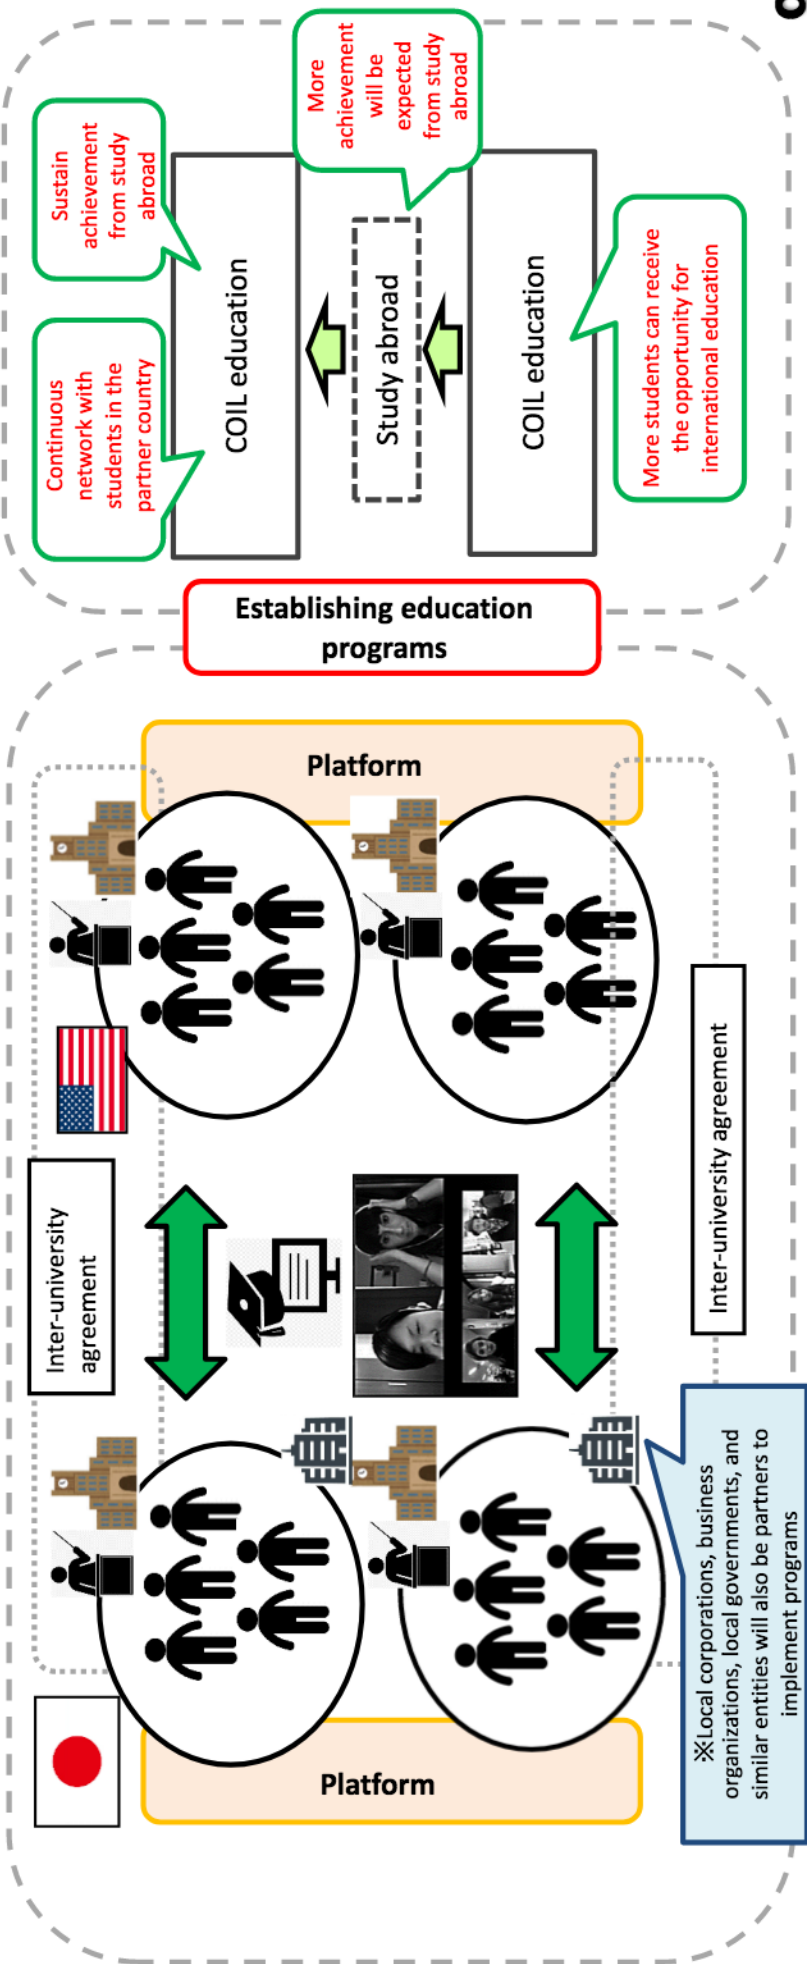 Inter-university
agreement
Platform
Platform
Inter-university agreement
※Local corporations, business
organizations, local governments, and
similar entities will also be partners to
implement programs
Establishing education
programs
Continuous
network with
students in the
partner country
Sustain
achievement
from study
abroad
COIL education
Study abroad
More
achievement
will be
expected
from study
abroad
COIL education
More students can receive
the opportunity for
international education